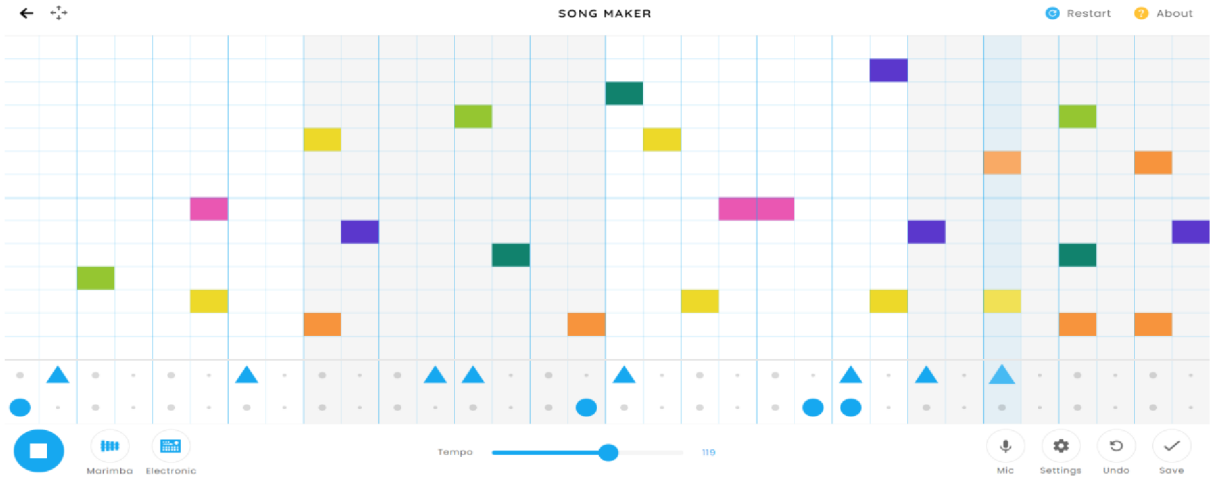 SONG MAKER
Restart
About
Tempo
119
Marimba
Electronic
Mic
Settings
Undo
Save